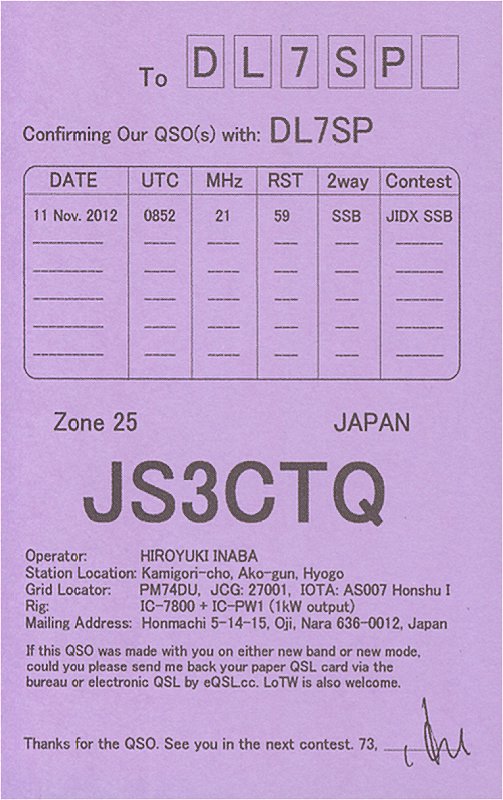 To DL7SP
Confirming Our QSO(s) with: DL7SP
DATE UTC MHz RST 2way Contest
11 Nov. 2012 0852 21 59 SSB JIDX SSB
Zone 25 JAPAN
JS3CTQ
Operator: HIROYUKI INABA
Station Location: Kamigori-cho, Ako-gun, Hyogo
Grid Locator: PM74DU, JCG: 27001, IOTA: AS007 Honshu I
Rig: IC-7800 + IC-PW1 (1kW output)
Mailing Address: Honmachi 5-14-15, Oji, Nara 636-0012, Japan
If this QSO was made with you on either new band or new mode,
could you please send me back your paper QSL card via the
bureau or electronic QSL by eQSL.cc. LoTW is also welcome.
Thanks for the QSO. See you in the next contest. 73,